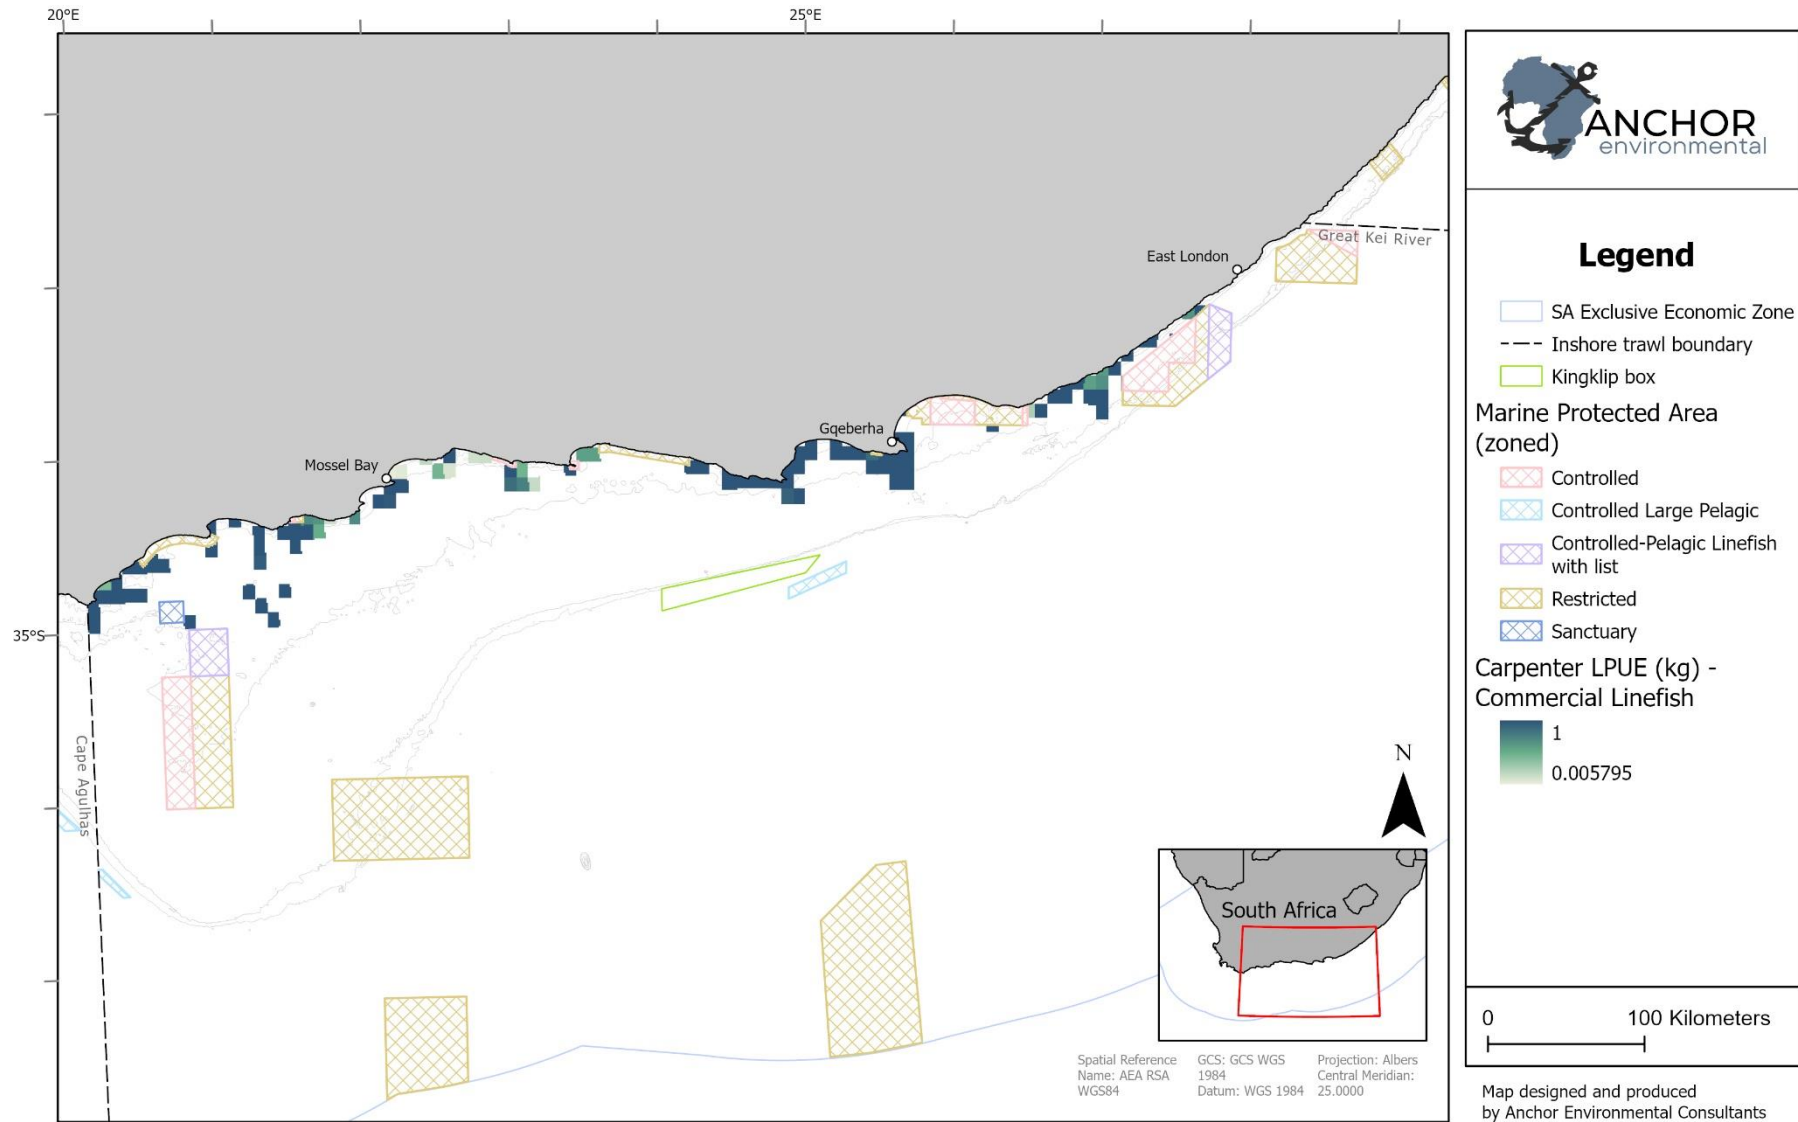 20°E
25°E
Great Kei River
East London
Gqeberha
Mossel Bay
35°S
Cape Agulhas
N
South Africa
Spatial Reference
Name: AEA RSA
WGS84
GCS: GCS WGS
1984
Datum: WGS 1984
Projection: Albers
Central Meridian:
25.0000
ANCHOR
environmental
Legend
SA Exclusive Economic Zone
Inshore trawl boundary
Kingklip box
Marine Protected Area
(zoned)
Controlled
Controlled Large Pelagic
Controlled-Pelagic Linefish
with list
Restricted
Sanctuary
Carpenter LPUE (kg) -
Commercial Linefish
1
0.005795
0 100 Kilometers
Map designed and produced
by Anchor Environmental Consultants